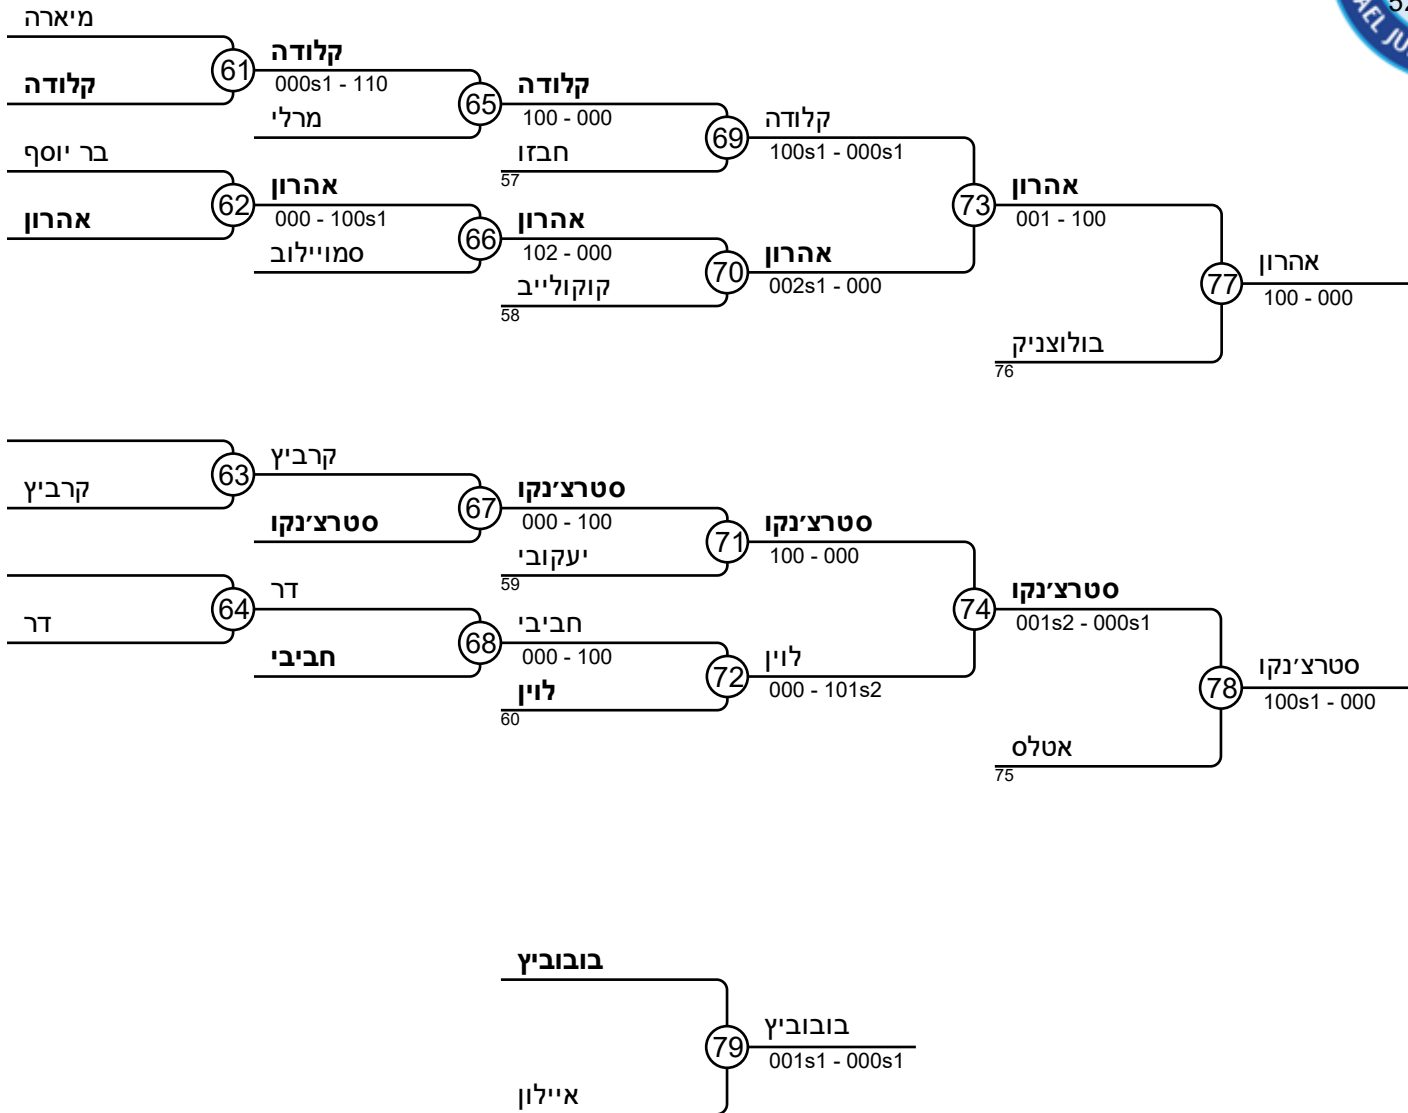 מיארה
61
קלודה
קלודה
000s1 - 110
65
קלודה
100 - 000
מרלי
69
קלודה
100s1 - 000s1
חבזו
57
בר יוסף
62
אהרון
אהרון
000 - 100s1
66
אהרון
102 - 000
סמויילוב
70
אהרון
002s1 - 000
קוקולייב
58
73
אהרון
001 - 100
77
אהרון
100 - 000
בולוצניק
76
63
קרביץ
קרביץ
67
סטרצ׳נקו
000 - 100
סטרצ׳נקו
71
סטרצ׳נקו
100 - 000
יעקובי
59
64
דר
דר
68
חביבי
000 - 100
חביבי
72
לוין
000 - 101s2
לוין
60
74
סטרצ׳נקו
001s2 - 000s1
78
סטרצ׳נקו
100s1 - 000
אטלס
75
בובוביץ
79
בובוביץ
001s1 - 000s1
איילון